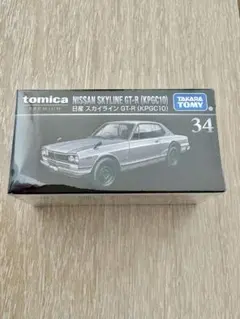 tomica
PREMIUM
NISSAN SKYLINE GT-R (KPGC10)
日産 スカイライン GT-R (KPGC10)
TAKARA
TOMY
34